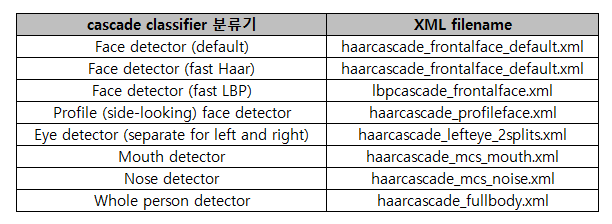 cascade classifier 분류기 XML filename
Face detector (default) haarcascade_frontalface_default.xml
Face detector (fast Haar) haarcascade_frontalface_default.xml
Face detector (fast LBP) lbpcascade_frontalface.xml
Profile (side-looking) face detector haarcascade_profileface.xml
Eye detector (separate for left and right) haarcascade_lefteye_2splits.xml
Mouth detector haarcascade_mcs_mouth.xml
Nose detector haarcascade_mcs_noise.xml
Whole person detector haarcascade_fullbody.xml